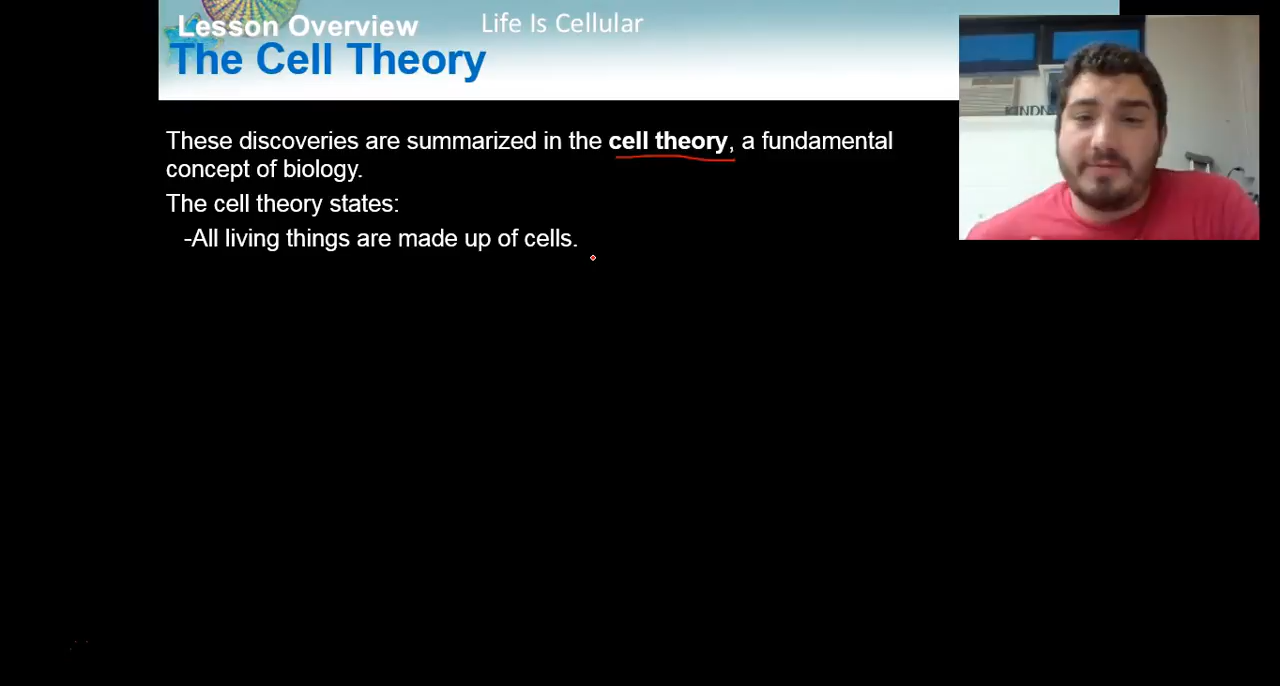 Lesson Overview Life Is Cellular
The Cell Theory
KINDN
These discoveries are summarized in the cell theory, a fundamental
concept of biology.
The cell theory states:
-All living things are made up of cells.